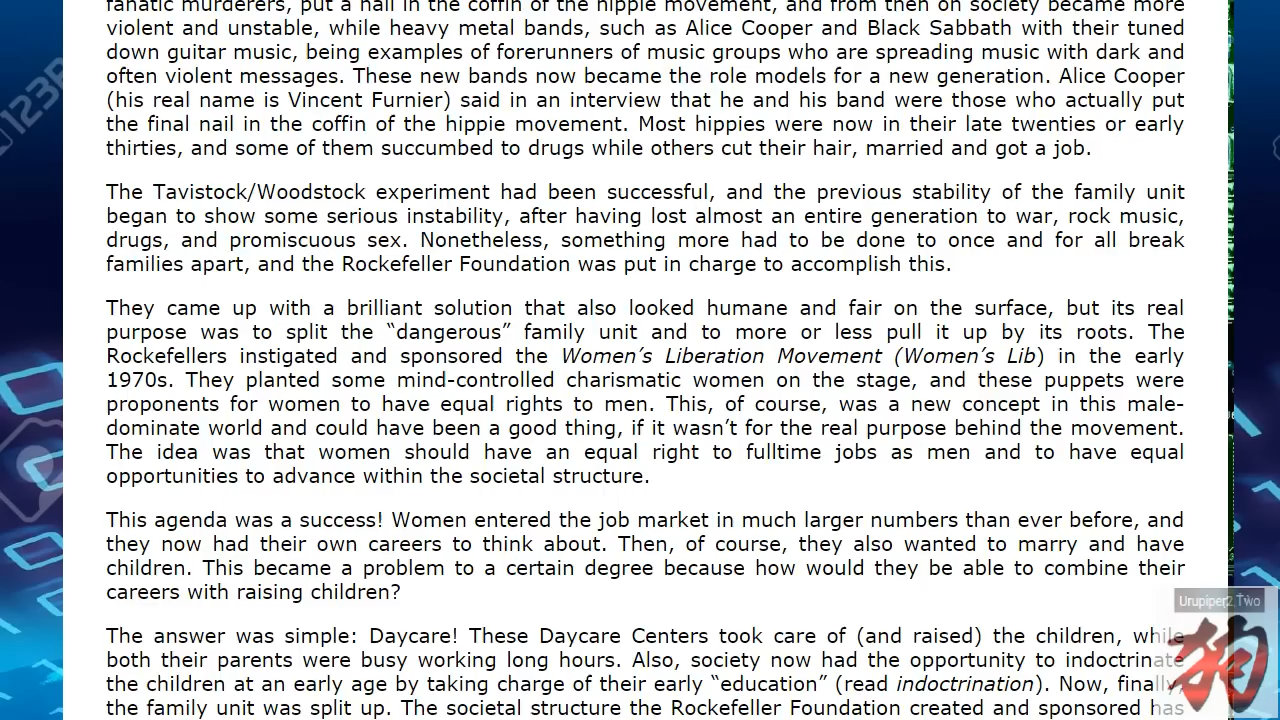 fanatic murderers, put a nail in the coffin of the hippie movement, and from then on society became more
violent and unstable, while heavy metal bands, such as Alice Cooper and Black Sabbath with their tuned
down guitar music, being examples of forerunners of music groups who are spreading music with dark and
often violent messages. These new bands now became the role models for a new generation. Alice Cooper
(his real name is Vincent Furnier) said in an interview that he and his band were those who actually put
the final nail in the coffin of the hippie movement. Most hippies were now in their late twenties or early
thirties, and some of them succumbed to drugs while others cut their hair, married and got a job.
The Tavistock/Woodstock experiment had been successful, and the previous stability of the family unit
began to show some serious instability, after having lost almost an entire generation to war, rock music,
drugs, and promiscuous sex. Nonetheless, something more had to be done to once and for all break
families apart, and the Rockefeller Foundation was put in charge to accomplish this.
They came up with a brilliant solution that also looked humane and fair on the surface, but its real
purpose was to split the “dangerous” family unit and to more or less pull it up by its roots. The
Rockefellers instigated and sponsored the Women’s Liberation Movement (Women’s Lib) in the early
1970s. They planted some mind-controlled charismatic women on the stage, and these puppets were
proponents for women to have equal rights to men. This, of course, was a new concept in this male-
dominate world and could have been a good thing, if it wasn’t for the real purpose behind the movement.
The idea was that women should have an equal right to fulltime jobs as men and to have equal
opportunities to advance within the societal structure.
This agenda was a success! Women entered the job market in much larger numbers than ever before, and
they now had their own careers to think about. Then, of course, they also wanted to marry and have
children. This became a problem to a certain degree because how would they be able to combine their
careers with raising children?
The answer was simple: Daycare! These Daycare Centers took care of (and raised) the children, while
both their parents were busy working long hours. Also, society now had the opportunity to indoctrinate
the children at an early age by taking charge of their early “education” (read indoctrination). Now, finally,
the family unit was split up. The societal structure the Rockefeller Foundation created and sponsored has
Urupiper2 Two
狗